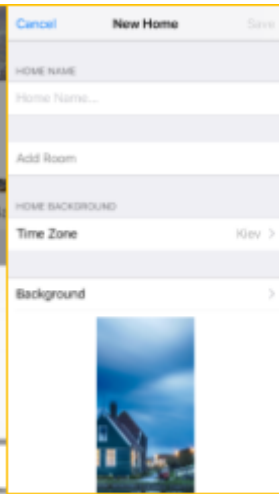 Cancel New Home Save
HOME NAME
Home Name...
Add Room
HOME BACKGROUND
Time Zone Kiev >
Background >